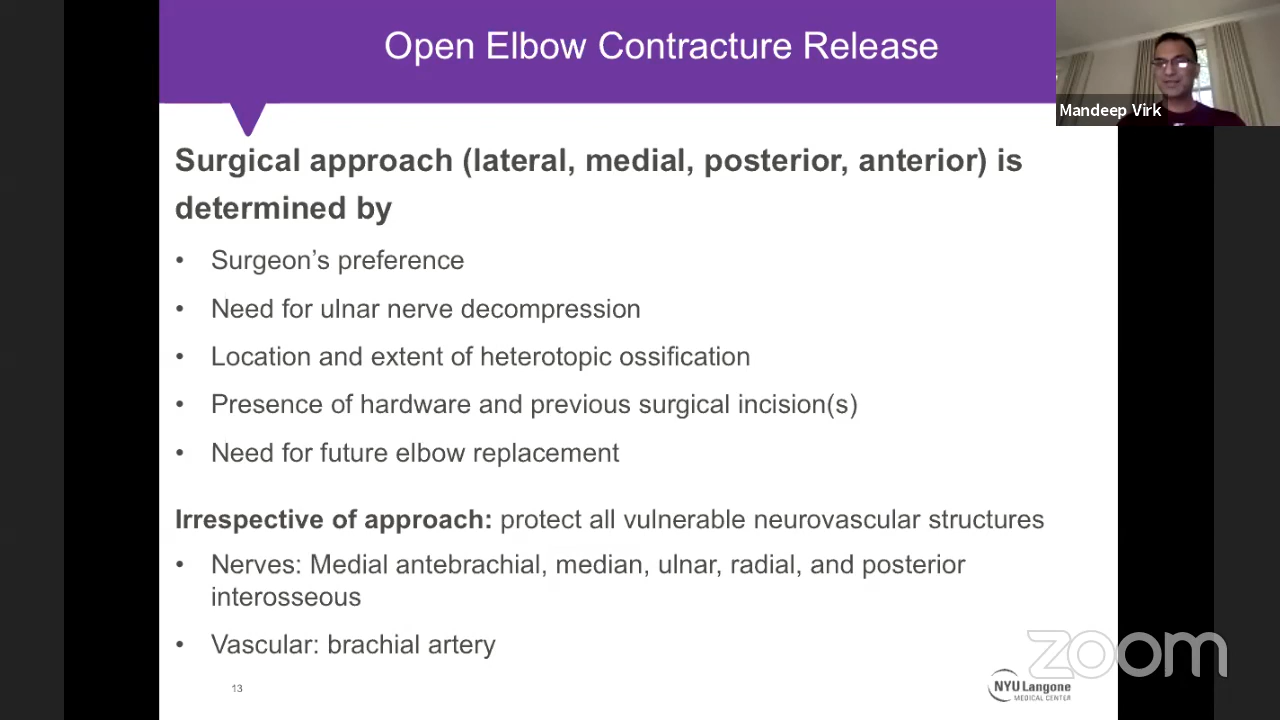 Open Elbow Contracture Release
Mandeep Virk
Surgical approach (lateral, medial, posterior, anterior) is
determined by
• Surgeon’s preference
• Need for ulnar nerve decompression
• Location and extent of heterotopic ossification
• Presence of hardware and previous surgical incision(s)
• Need for future elbow replacement
Irrespective of approach: protect all vulnerable neurovascular structures
• Nerves: Medial antebrachial, median, ulnar, radial, and posterior
interosseous
• Vascular: brachial artery
zoom
13
NYU Langone
MEDICAL CENTER